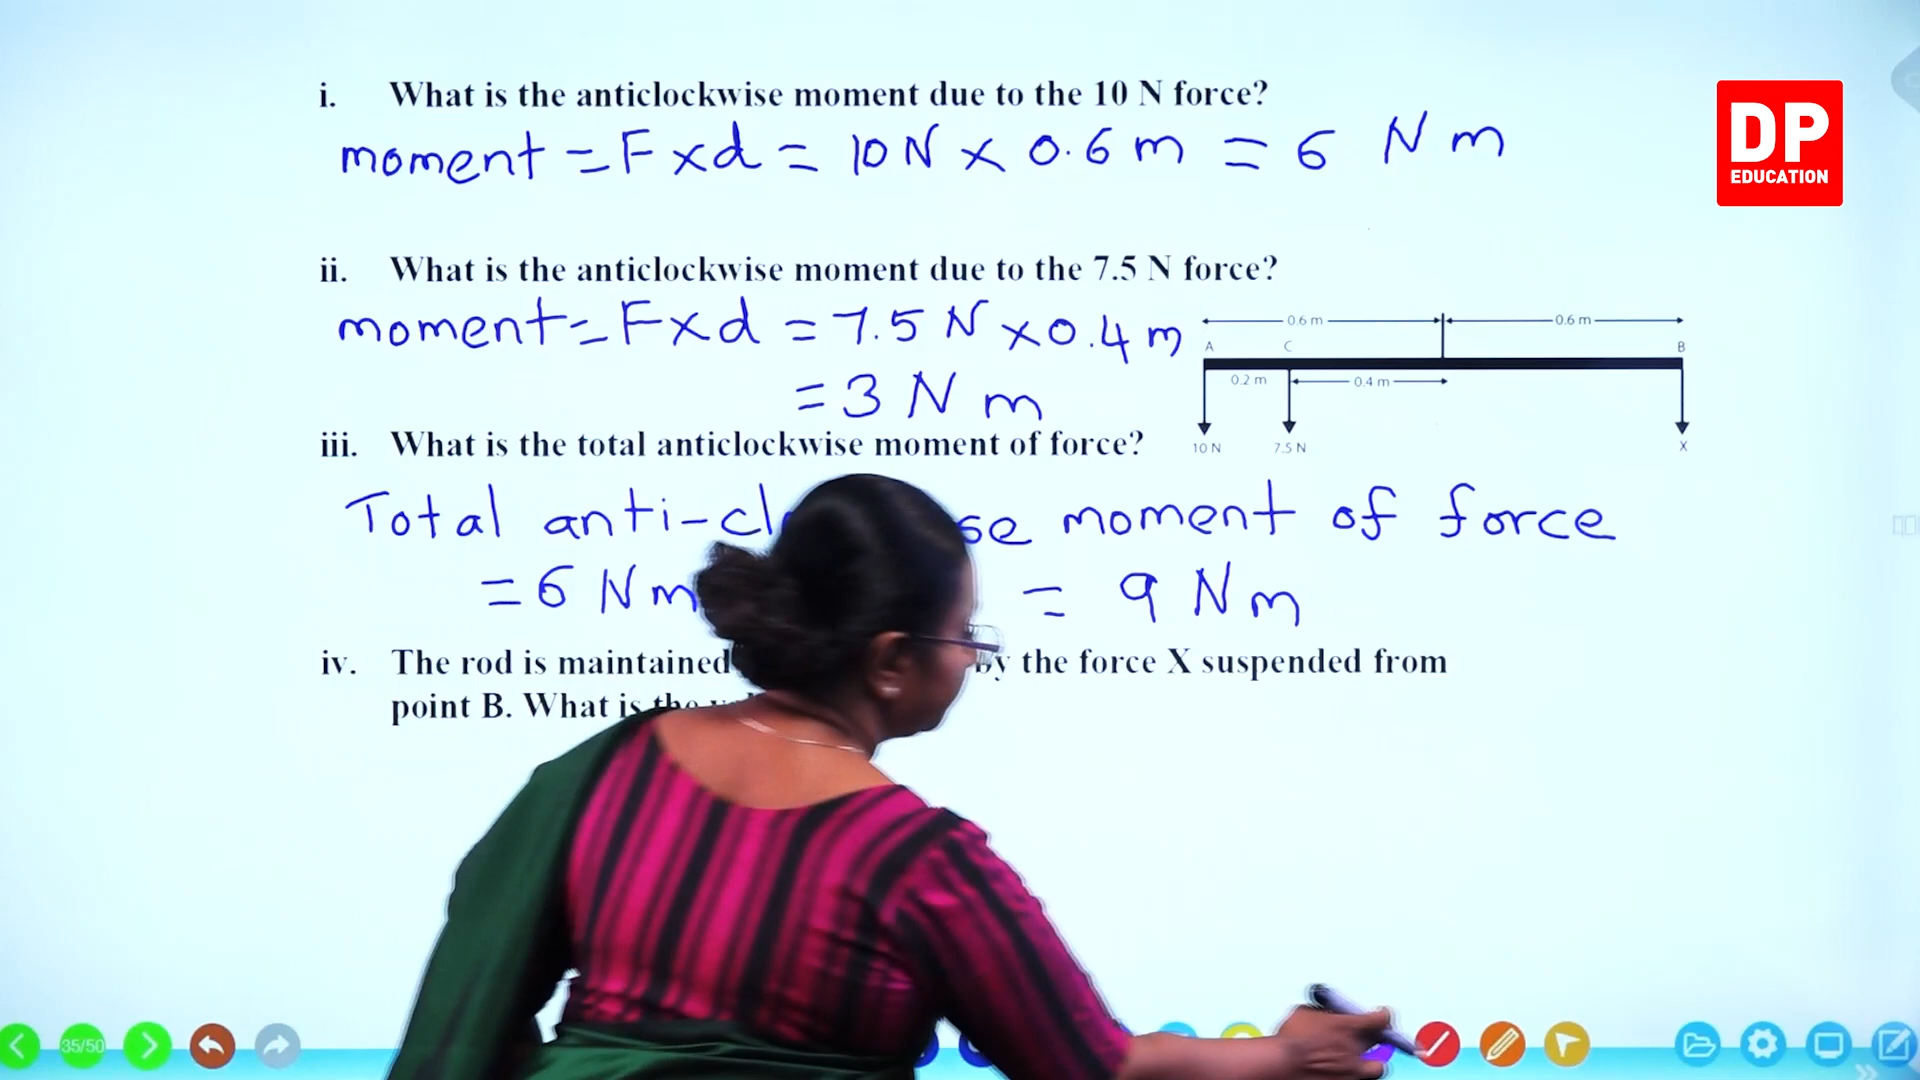 i. What is the anticlockwise moment due to the 10 N force?
moment = F x d = 10 N x 0.6 m = 6 N m
DP
EDUCATION
ii. What is the anticlockwise moment due to the 7.5 N force?
moment = F x d = 7.5 N x 0.4 m
= 3 N m
0.6 m 0.6 m
A C B
0.2 m 0.4 m
10 N 7.5 N X
iii. What is the total anticlockwise moment of force?
Total anti- moment of force
= 6 Nm = 9 Nm
iv. The rod is maintained by the force X suspended from
point B. What is the
35/50